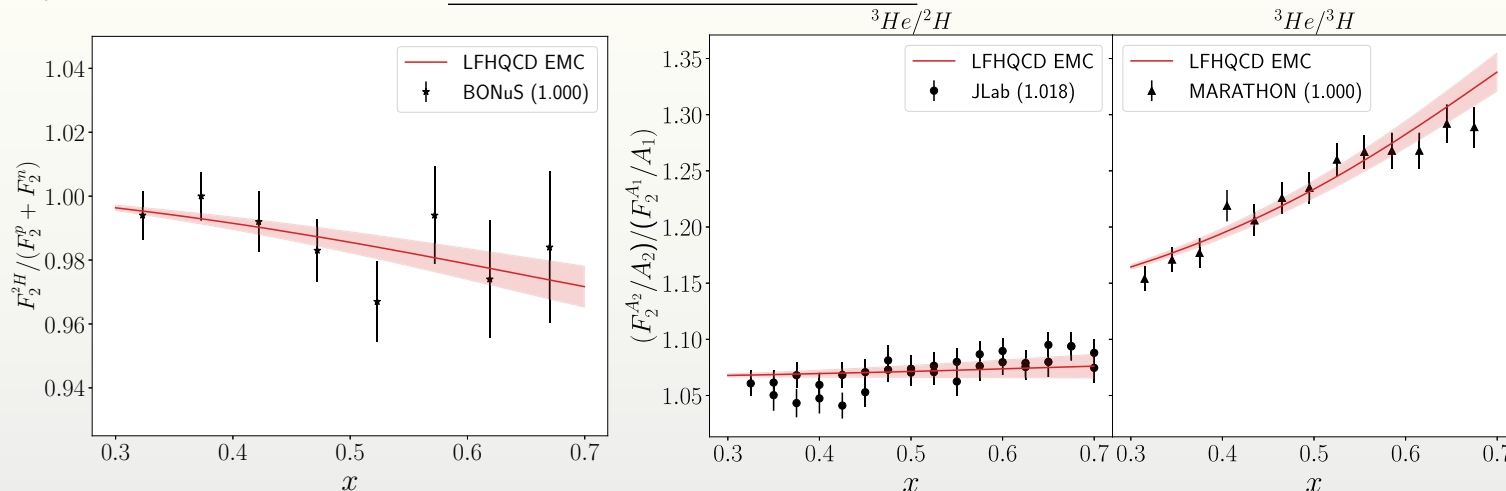 LFHQCD EMC
BONuS (1.000)
1.04
1.02
1.00
0.98
0.96
0.94
F₂^{²H}/(F₂^p + F₂^n)
0.3 0.4 0.5 0.6 0.7
x
³He/²H
LFHQCD EMC
JLab (1.018)
1.35
1.30
1.25
1.20
1.15
1.10
1.05
(F₂^{A₂}/A₂)/(F₂^{A₁}/A₁)
0.3 0.4 0.5 0.6 0.7
x
³He/³H
LFHQCD EMC
MARATHON (1.000)
0.3 0.4 0.5 0.6 0.7
x